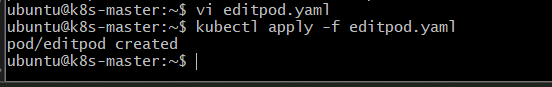 ubuntu@k8s-master:~$ vi editpod.yaml
ubuntu@k8s-master:~$ kubectl apply -f editpod.yaml
pod/editpod created
ubuntu@k8s-master:~$